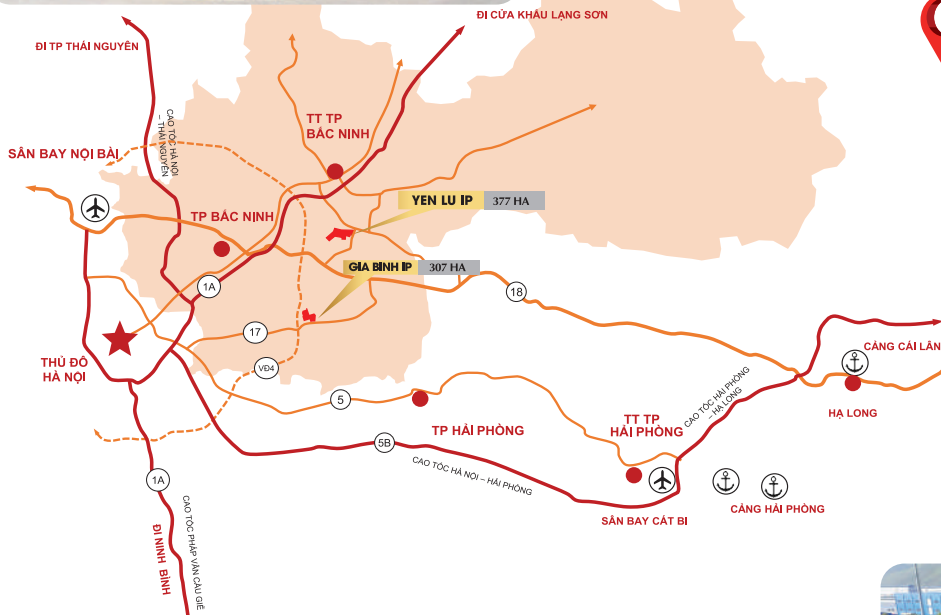 ĐI CỬA KHẨU LẠNG SƠN
ĐI TP THÁI NGUYÊN
CAO TỐC HÀ NỘI
– THÁI NGUYÊN
TT TP
BẮC NINH
SÂN BAY NỘI BÀI
YEN LU IP 377 HA
TP BẮC NINH
GIA BINH IP 307 HA
1A
18
17
THỦ ĐÔ
HÀ NỘI
VĐ4
CẢNG CÁI LÂN
5
HẠ LONG
CAO TỐC HẢI PHÒNG
– HẠ LONG
TT TP
HẢI PHÒNG
TP HẢI PHÒNG
5B
CAO TỐC HÀ NỘI – HẢI PHÒNG
1A
CẢNG HẢI PHÒNG
SÂN BAY CÁT BI
CAO TỐC PHÁP VÂN CẦU GIẼ
ĐI NINH BÌNH